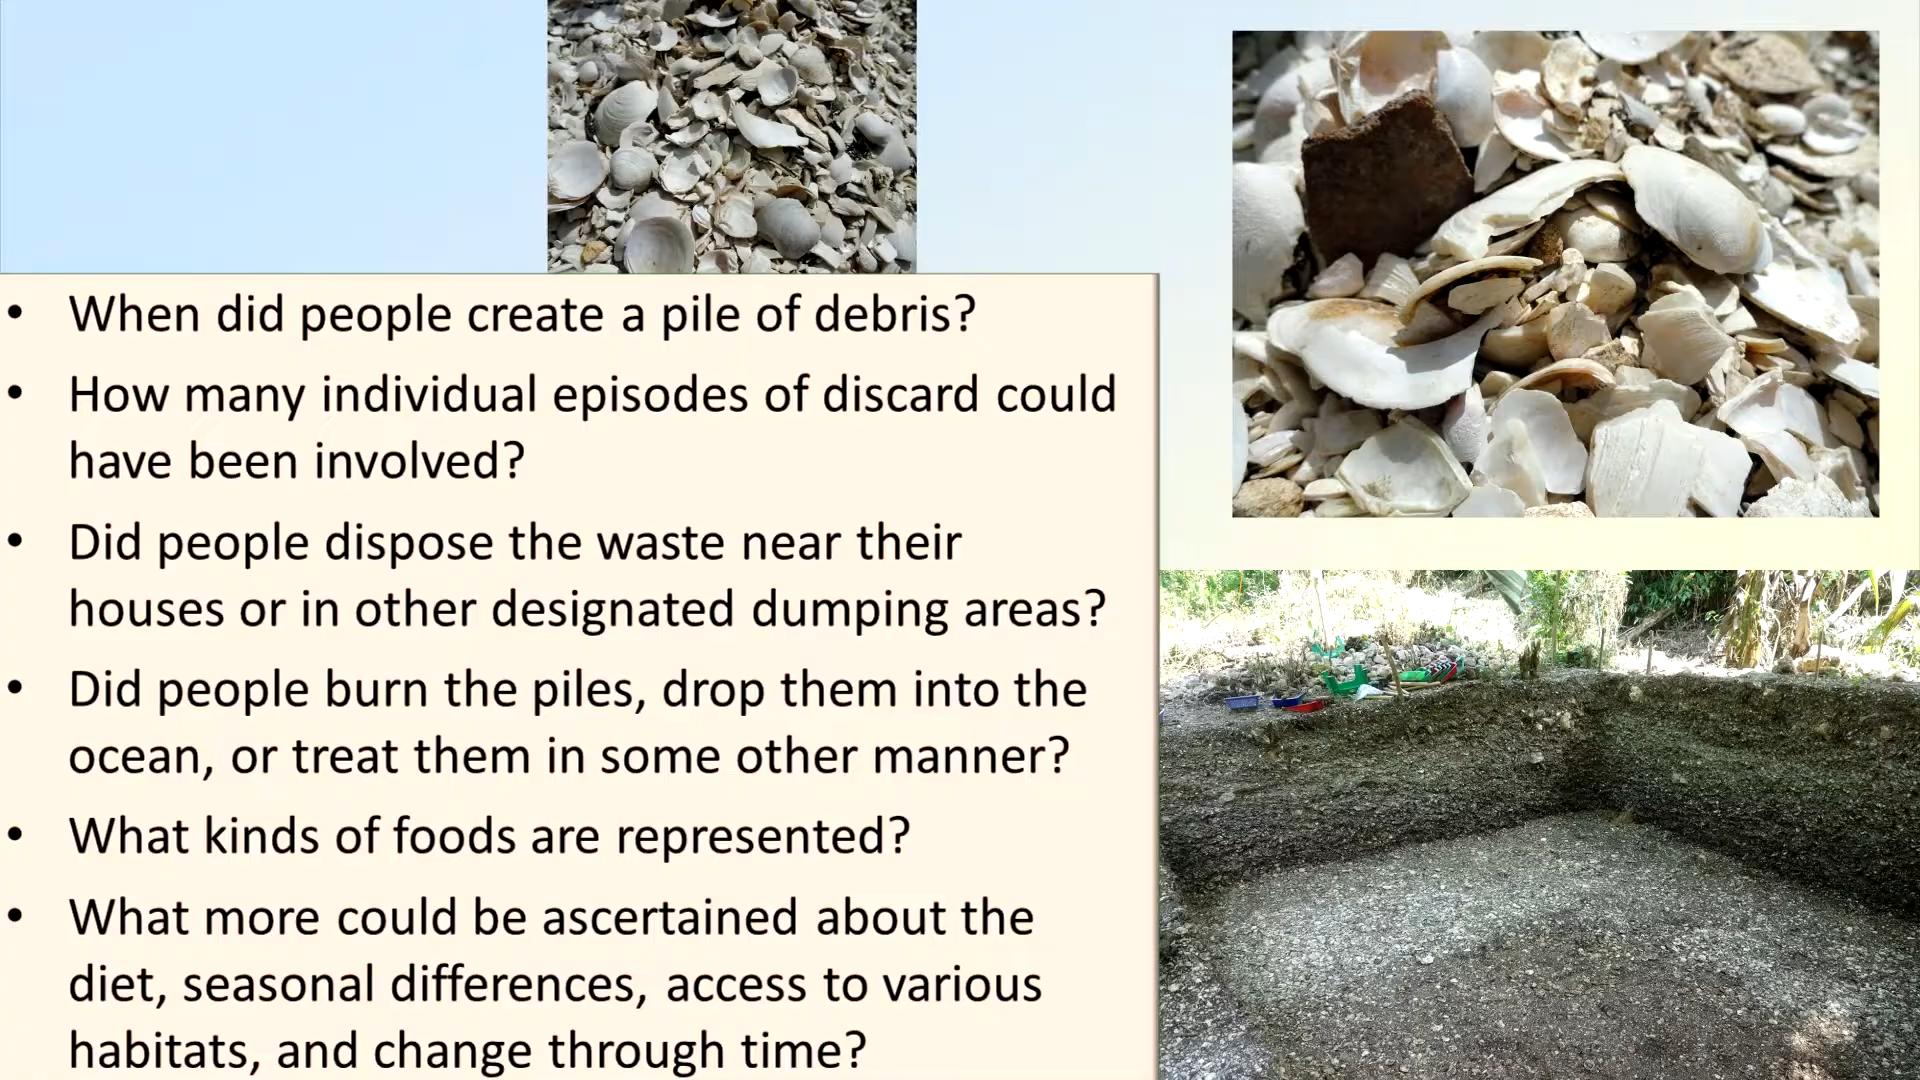 • When did people create a pile of debris?
• How many individual episodes of discard could
have been involved?
• Did people dispose the waste near their
houses or in other designated dumping areas?
• Did people burn the piles, drop them into the
ocean, or treat them in some other manner?
• What kinds of foods are represented?
• What more could be ascertained about the
diet, seasonal differences, access to various
habitats, and change through time?